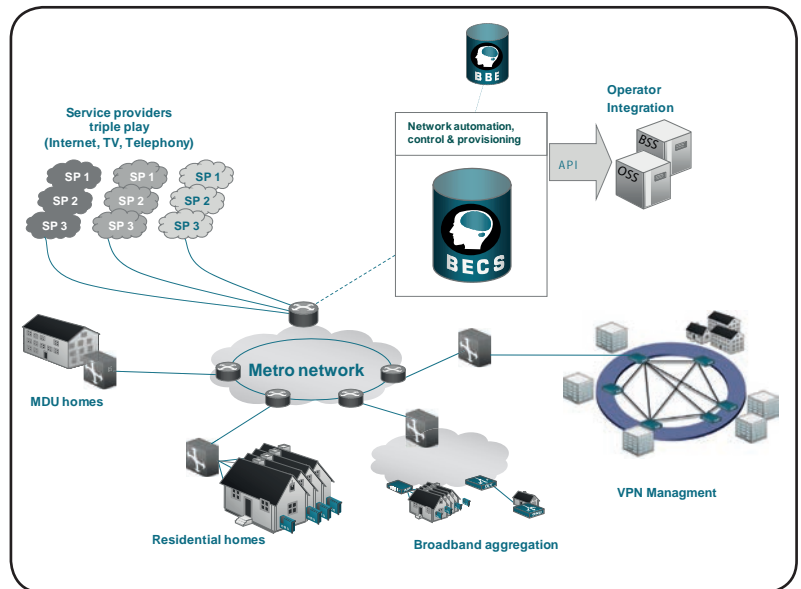 BBE
Operator
Integration
Service providers
triple play
(Internet, TV, Telephony)
Network automation,
control & provisioning
BSS
API
OSS
SP 1 SP 1 SP 1
SP 2 SP 2 SP 2
SP 3 SP 3 SP 3
BECS
Metro network
MDU homes
VPN Managment
Residential homes
Broadband aggregation